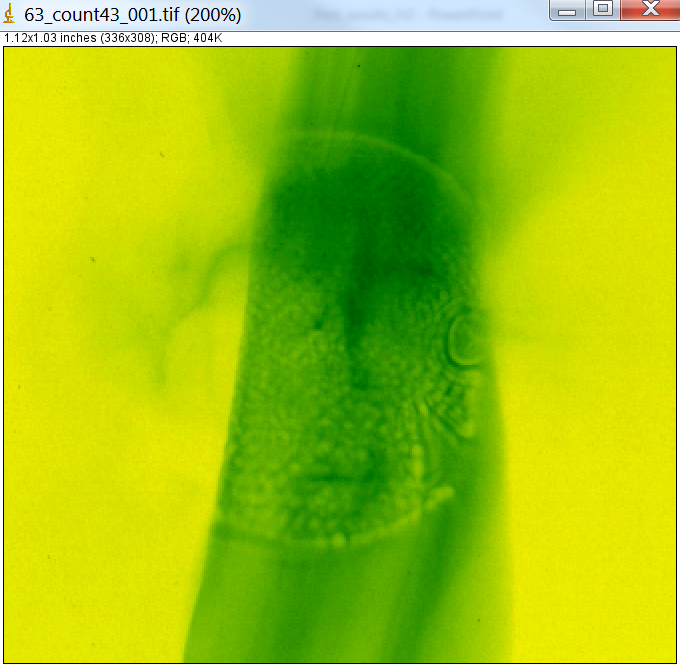 63_count43_001.tif (200%)
1.12x1.03 inches (336x308); RGB; 404K